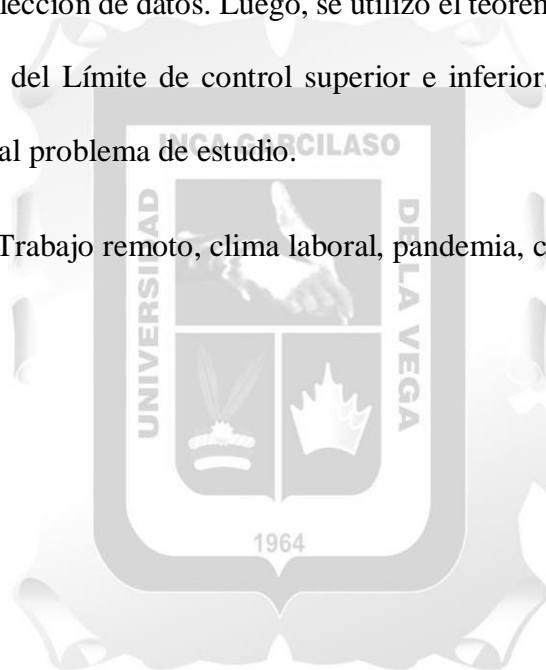 lección de datos. Luego, se utilizó el teorem
del Límite de control superior e inferior.
al problema de estudio.
Trabajo remoto, clima laboral, pandemia, c
INCA GARCILASO
UNIVERSIDAD
DE LA VEGA
1964